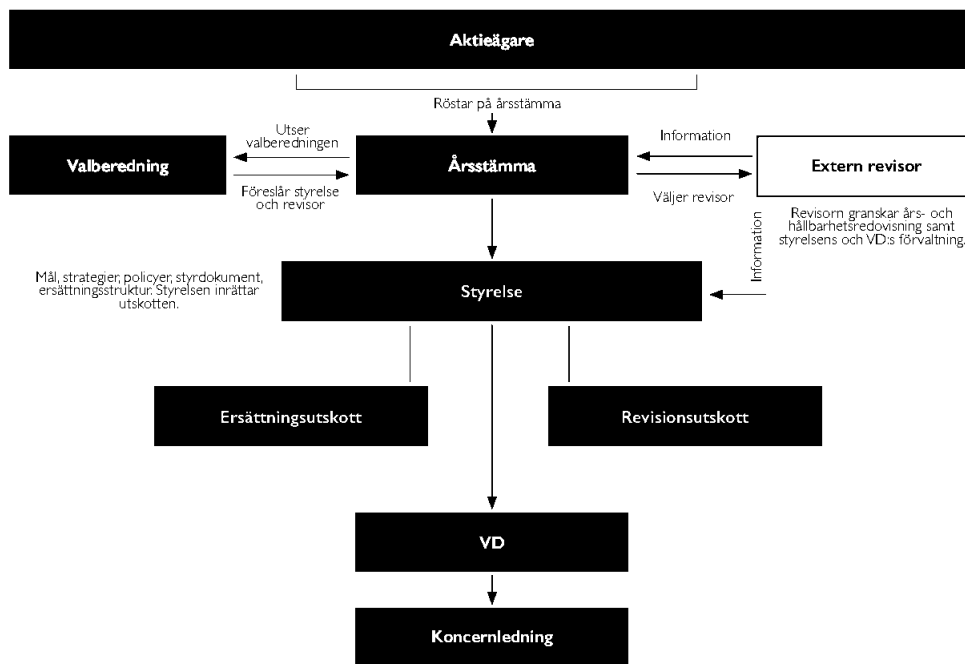 Aktieägare
Röstar på årsstämma
Utser
valberedningen
Information
Valberedning
Årsstämma
Extern revisor
Föreslår styrelse
och revisor
Väljer revisor
Revisorn granskar års- och
hållbarhetsredovisning samt
styrelsens och VD:s förvaltning.
Information
Mål, strategier, policyer, styrdokument,
ersättningsstruktur. Styrelsen inrättar
utskotten.
Styrelse
Ersättningsutskott
Revisionsutskott
VD
Koncernledning